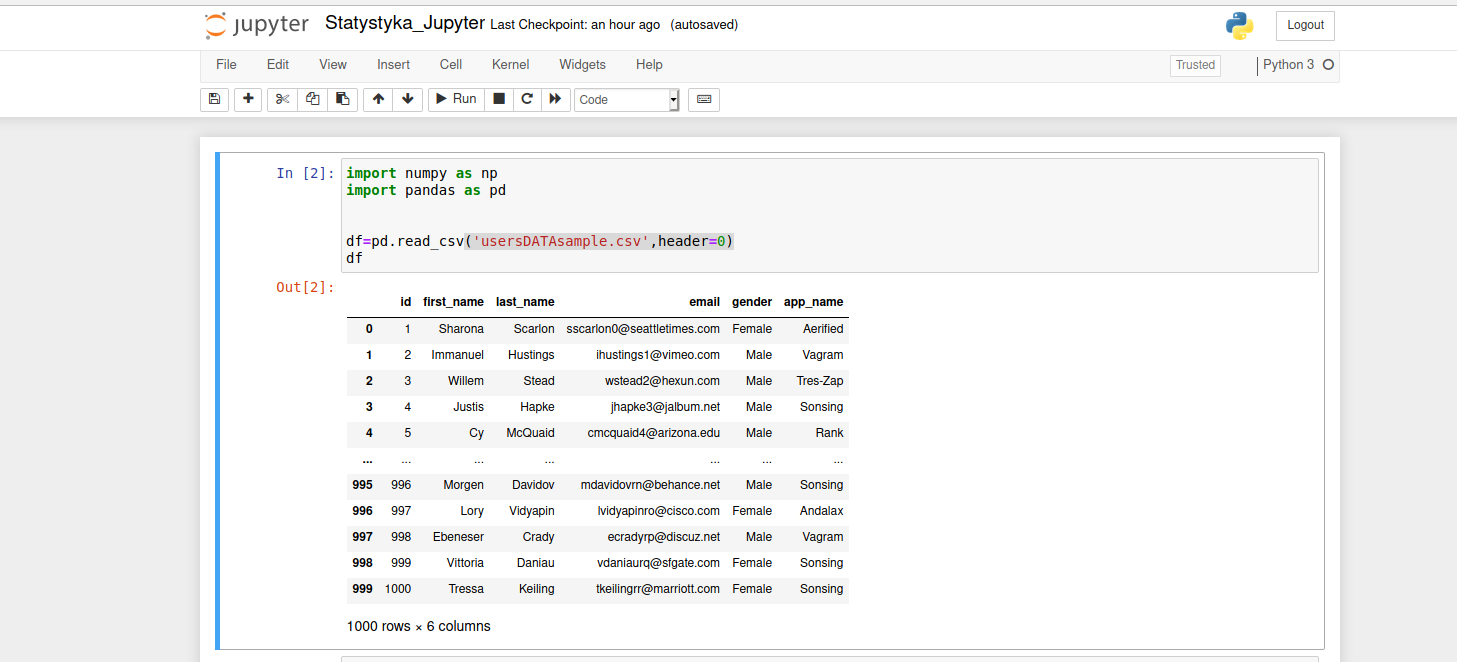 jupyter Statystyka_Jupyter Last Checkpoint: an hour ago (autosaved) Logout
File Edit View Insert Cell Kernel Widgets Help Trusted Python 3
Run Code
In [2]: import numpy as np
import pandas as pd
df=pd.read_csv('usersDATAsample.csv',header=0)
df
Out[2]:
id first_name last_name email gender app_name
0 1 Sharona Scarlon sscarlon0@seattletimes.com Female Aerified
1 2 Immanuel Hustings ihustings1@vimeo.com Male Vagram
2 3 Willem Stead wstead2@hexun.com Male Tres-Zap
3 4 Justis Hapke jhapke3@jalbum.net Male Sonsing
4 5 Cy McQuaid cmcquaid4@arizona.edu Male Rank
... ... ... ... ... ... ...
995 996 Morgen Davidov mdavidovrn@behance.net Male Sonsing
996 997 Lory Vidyapin lvidyapinro@cisco.com Female Andalax
997 998 Ebeneser Crady ecradyrp@discuz.net Male Vagram
998 999 Vittoria Daniau vdaniaurq@sfgate.com Female Sonsing
999 1000 Tressa Keiling tkeilingrr@marriott.com Female Sonsing
1000 rows × 6 columns